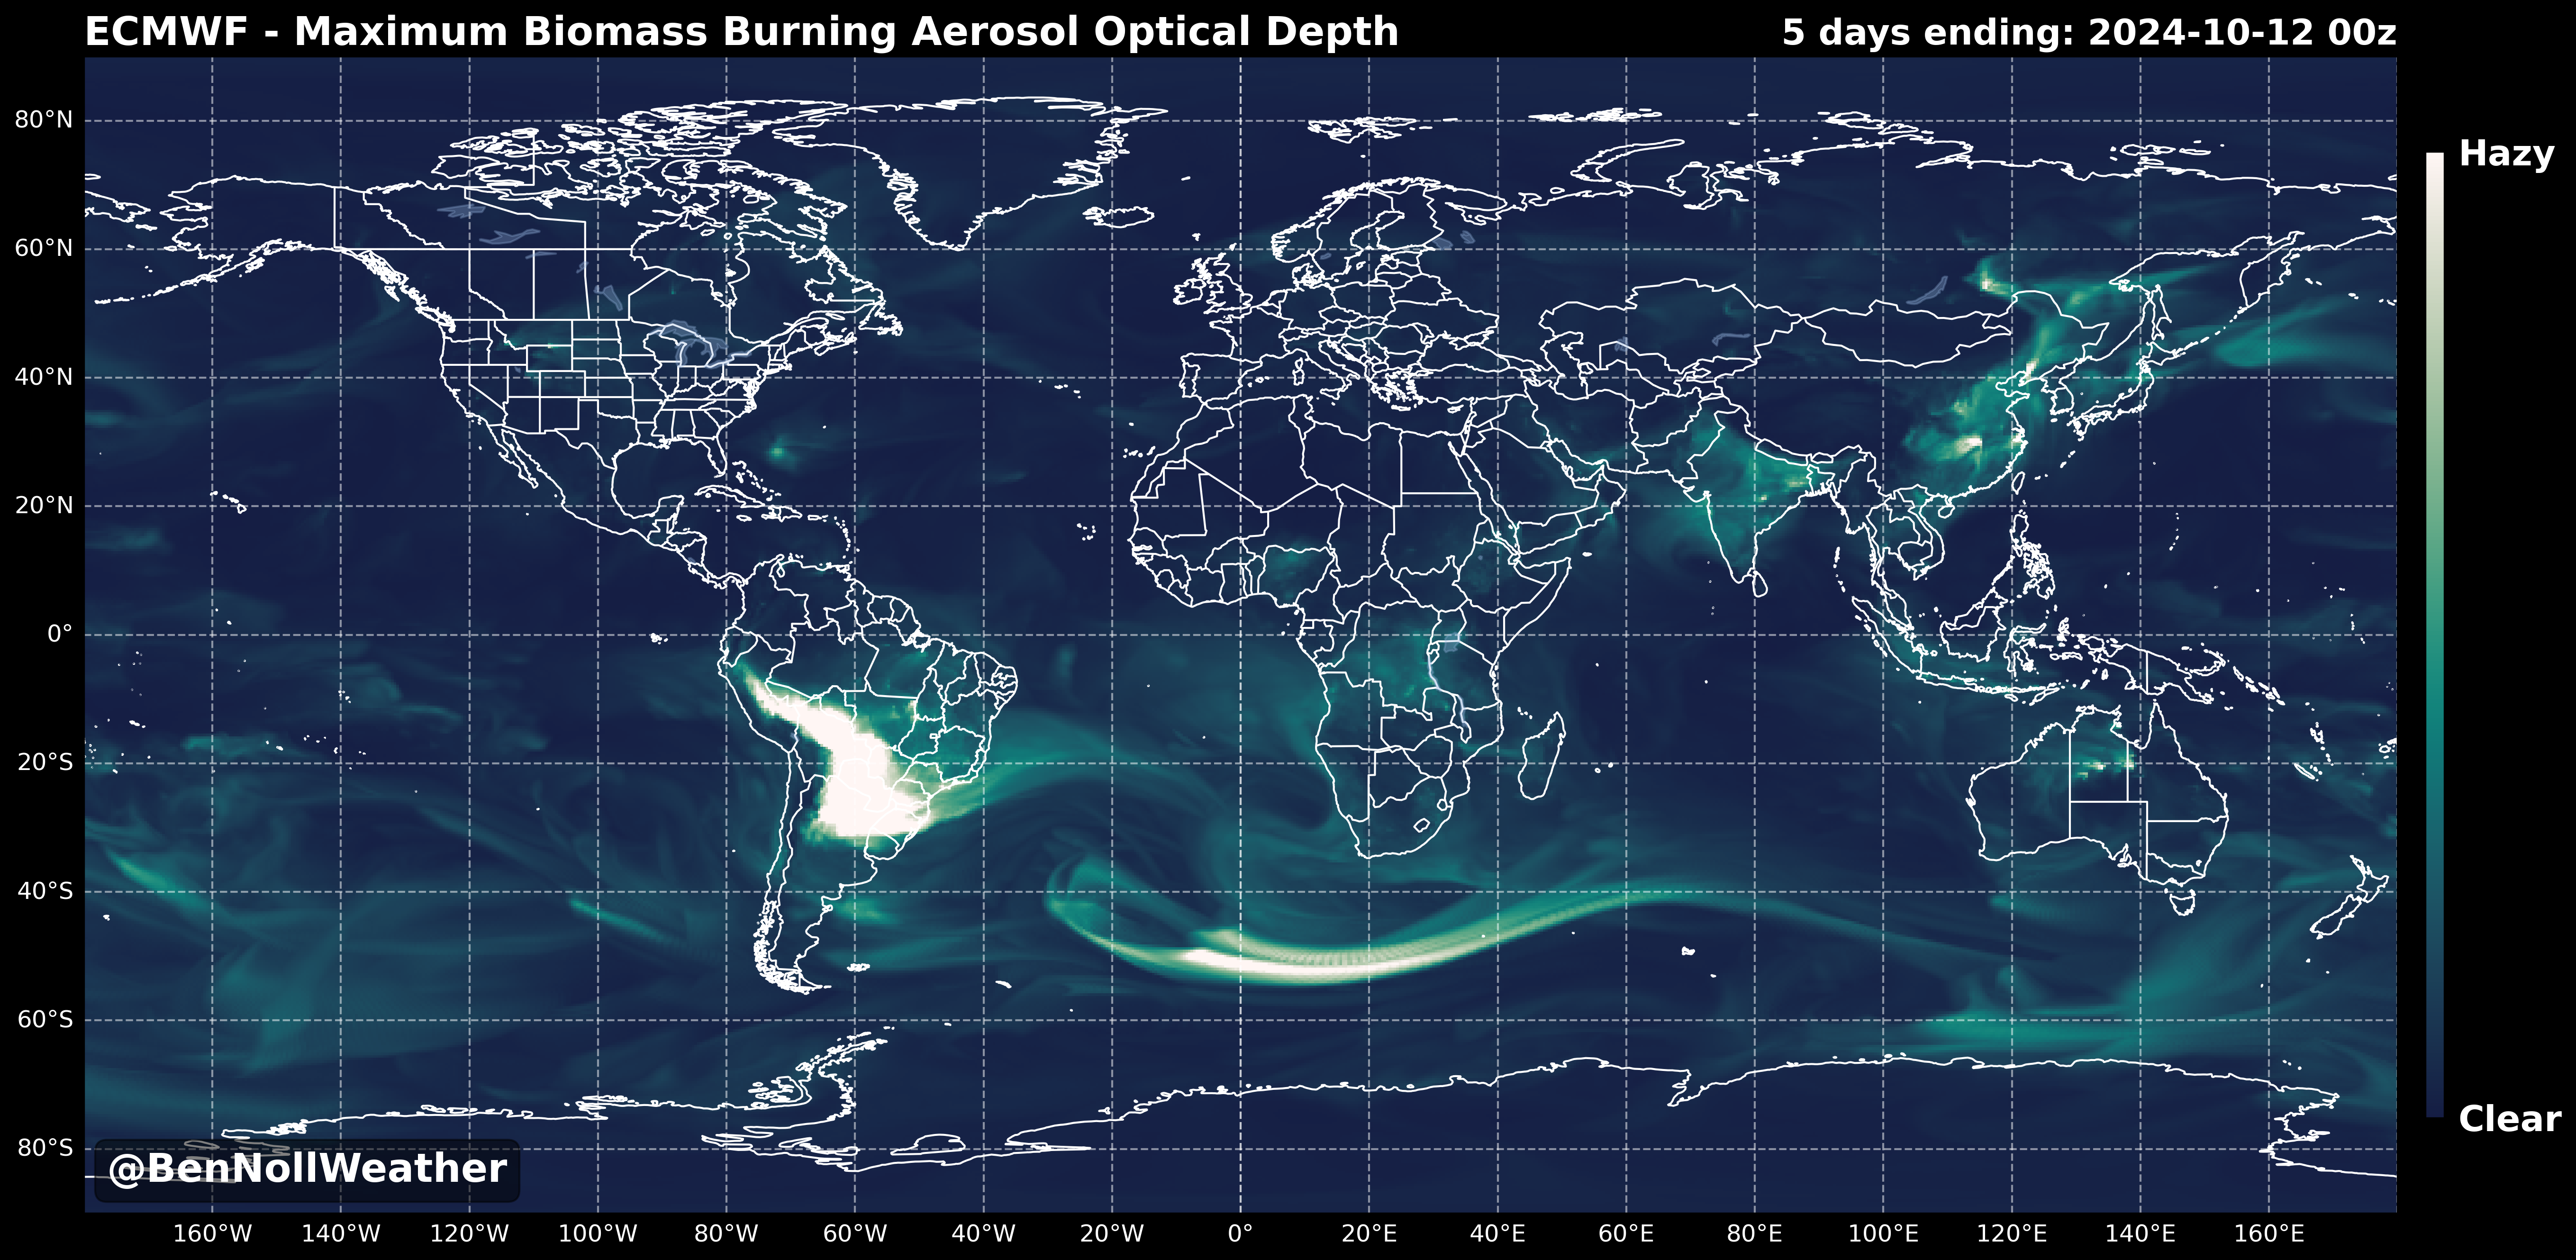 ECMWF - Maximum Biomass Burning Aerosol Optical Depth
5 days ending: 2024-10-12 00z
80°N
60°N
40°N
20°N
0°
20°S
40°S
60°S
80°S
Hazy
Clear
@BenNollWeather
160°W 140°W 120°W 100°W 80°W 60°W 40°W 20°W 0° 20°E 40°E 60°E 80°E 100°E 120°E 140°E 160°E